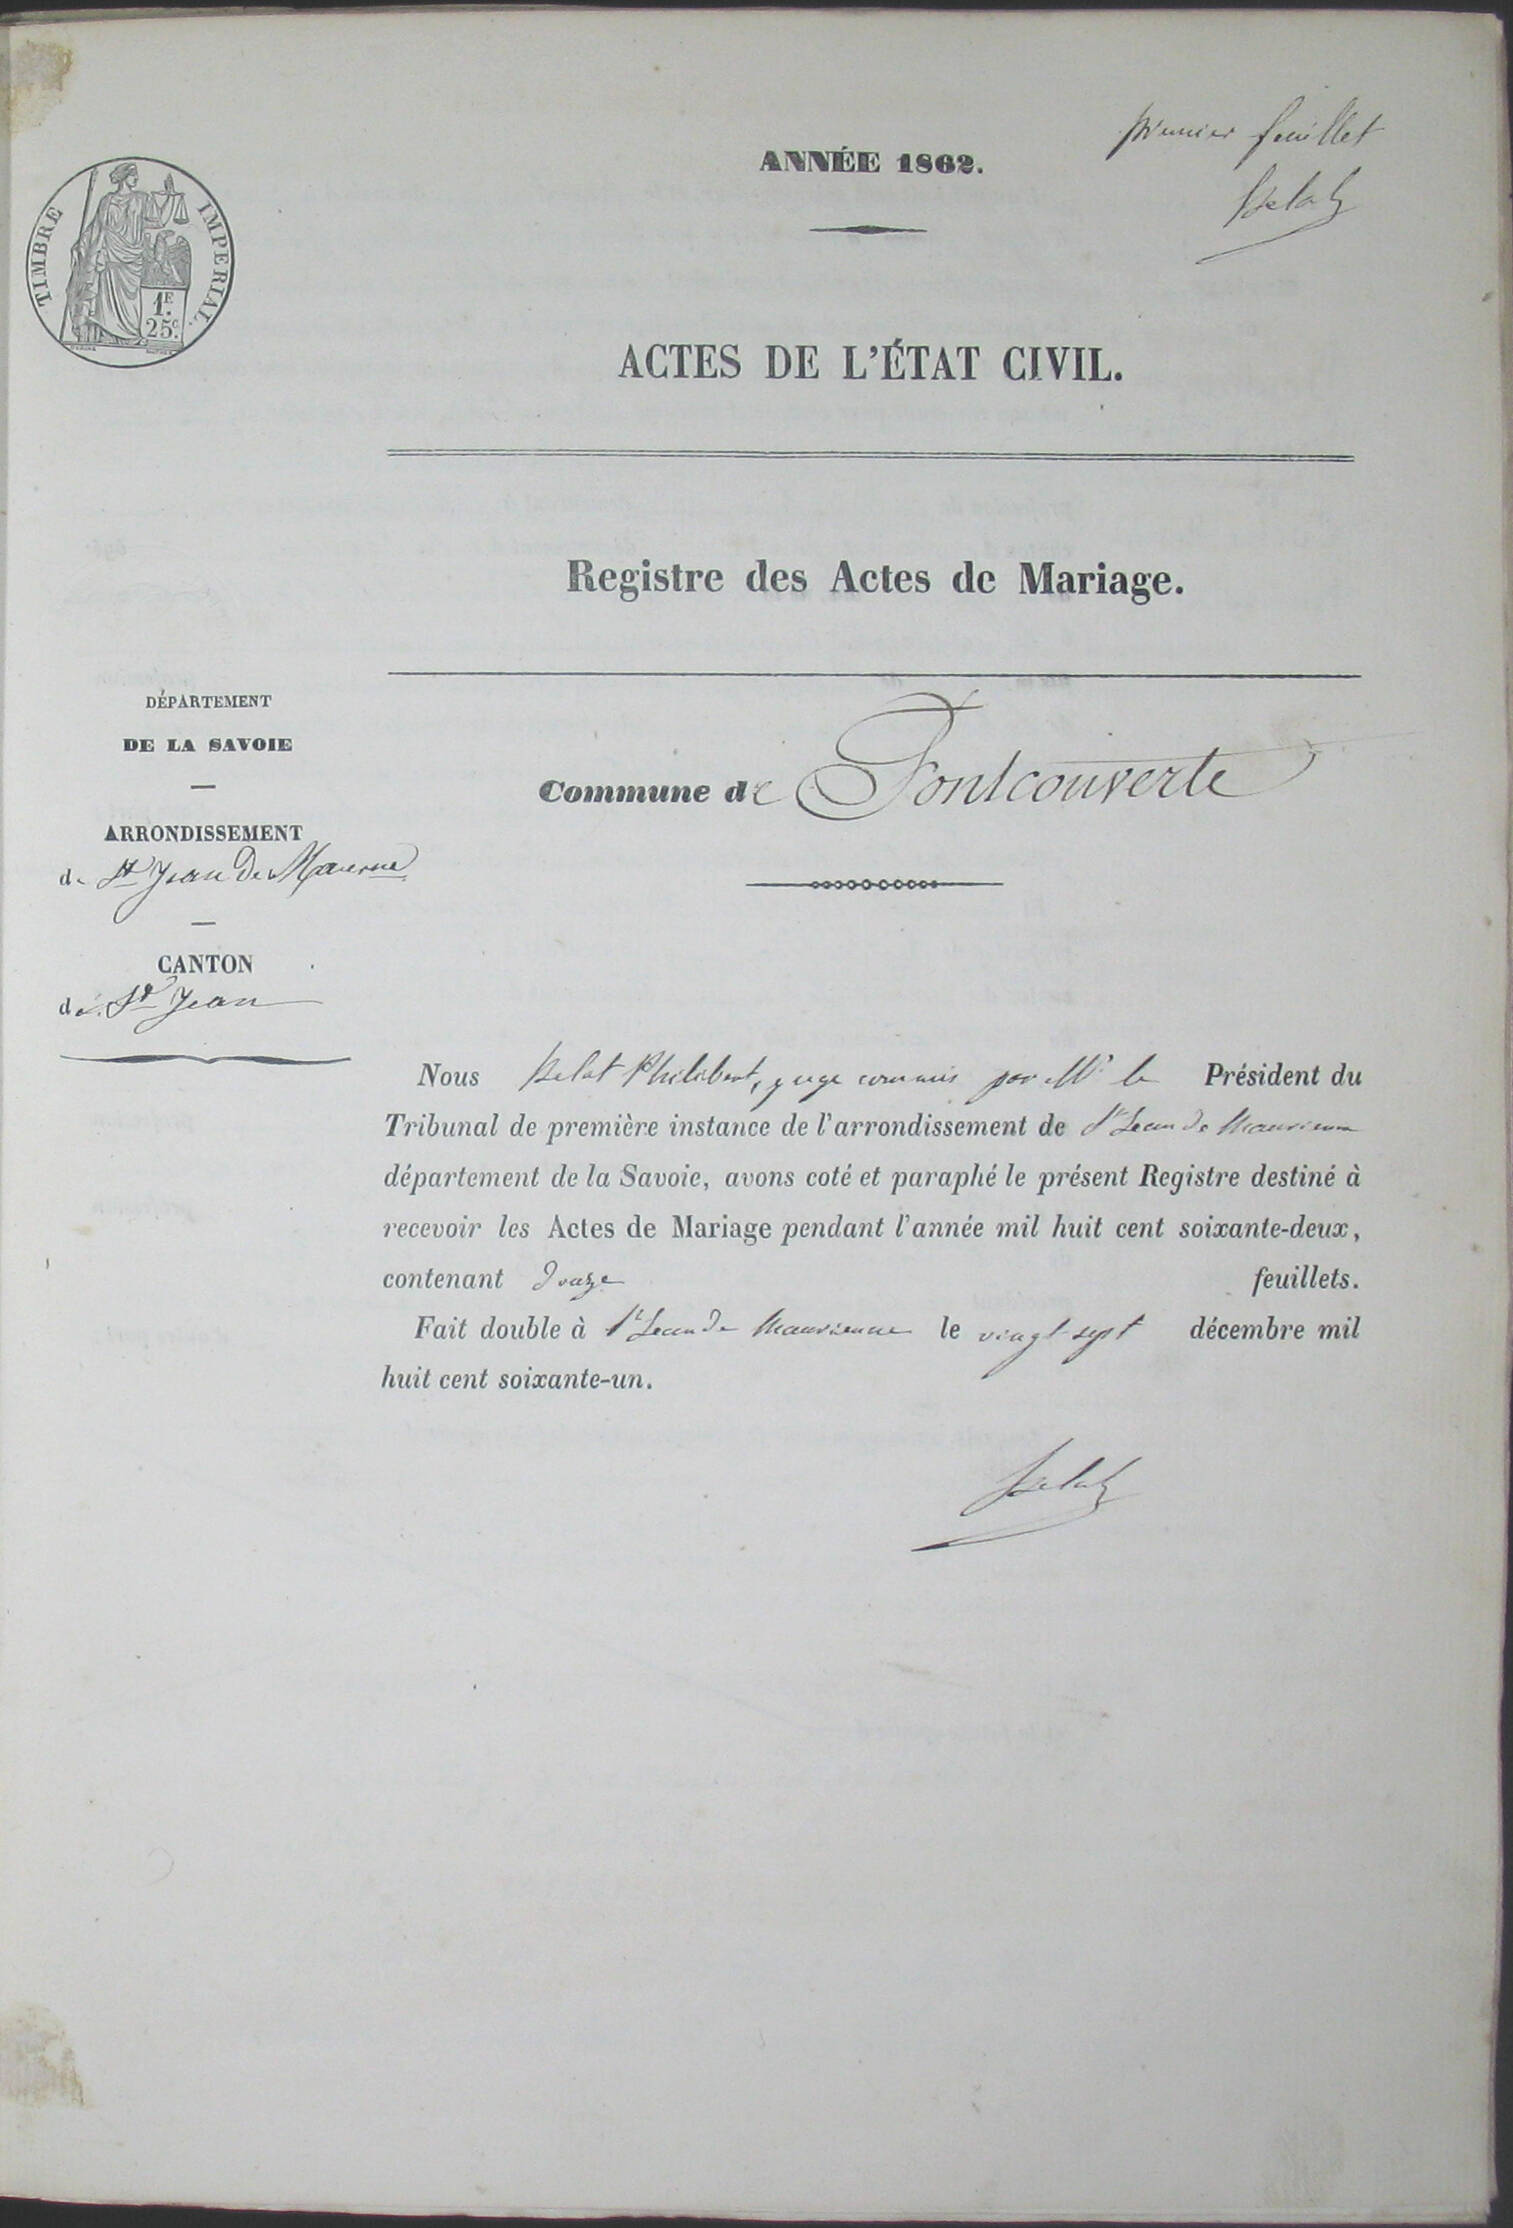 premier feuillet
Belat
ANNÉE 1862.
TIMBRE IMPERIAL.
1F.
25C.
ACTES DE L'ÉTAT CIVIL.
Registre des Actes de Mariage.
DÉPARTEMENT
DE LA SAVOIE
ARRONDISSEMENT
de St Jean De Maurne
CANTON
de St Jean
Commune de Fontcouverte
Nous Belat Philibert, juge commis par Mr le Président du
Tribunal de première instance de l'arrondissement de St Jean de Maurienne
département de la Savoie, avons coté et paraphé le présent Registre destiné à
recevoir les Actes de Mariage pendant l'année mil huit cent soixante-deux,
contenant douze feuillets.
Fait double à St Jean de Maurienne le vingt sept décembre mil
huit cent soixante-un.
Belat